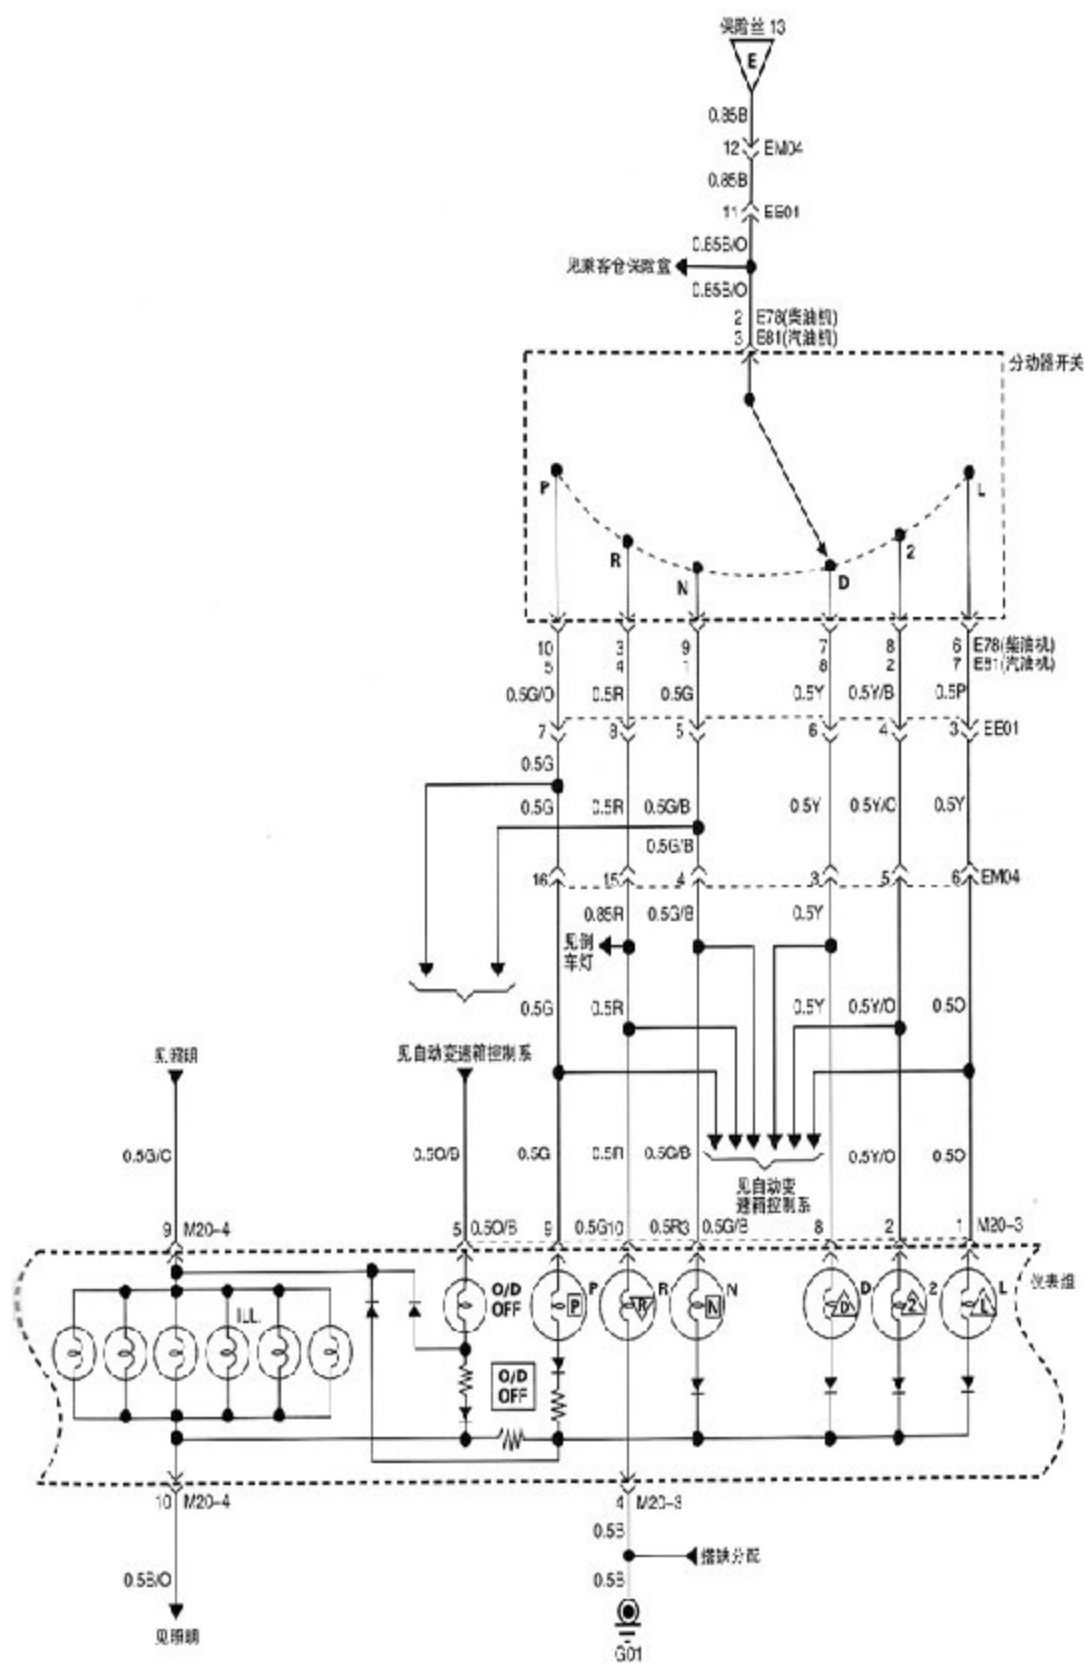 保险丝 13
E
0.85B
12 EM04
0.85B
11 EE01
0.85B/O
见乘客仓保险盒
0.85B/O
2 E78(柴油机)
3 E81(汽油机)
分动器开关
P
R
N
D
2
L
10 3 9 7 8 6 E78(柴油机)
5 4 1 8 2 7 E81(汽油机)
0.5G/O 0.5R 0.5G 0.5Y 0.5Y/B 0.5P
7 8 5 6 4 3 EE01
0.5G
0.5G 0.5R 0.5G/B 0.5Y 0.5Y/O 0.5Y
0.5G/B
16 15 4 3 5 6 EM04
0.85R 0.5G/B 0.5Y
见倒
车灯
0.5G 0.5R 0.5Y 0.5Y/O 0.5O
见照明
见自动变速箱控制系
0.5G/O 0.5O/B 0.5G 0.5R 0.5G/B 0.5Y/O 0.5O
见自动变
速箱控制系
9 M20-4 5 0.5O/B 9 0.5G10 0.5R3 0.5G/B 8 2 1 M20-3
仪表组
O/D
OFF
P P R R N N D D 2 2 L L
ILL.
O/D
OFF
10 M20-4 4 M20-3
0.5B
搭铁分配
0.5B/O 0.5B
见照明
G01